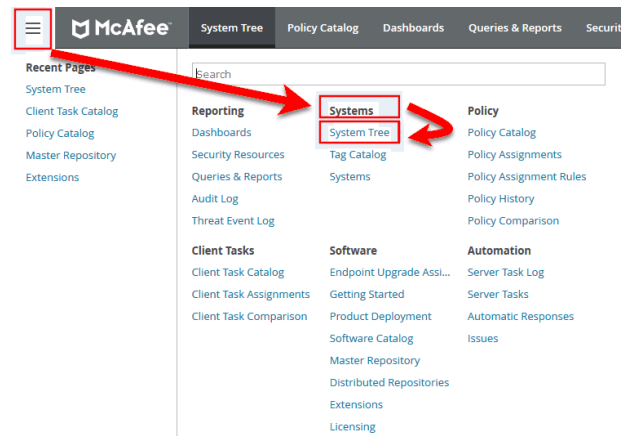 McAfee System Tree Policy Catalog Dashboards Queries & Reports Securit
Recent Pages
System Tree
Client Task Catalog
Policy Catalog
Master Repository
Extensions
Search
Reporting
Dashboards
Security Resources
Queries & Reports
Audit Log
Threat Event Log
Systems
System Tree
Tag Catalog
Systems
Policy
Policy Catalog
Policy Assignments
Policy Assignment Rules
Policy History
Policy Comparison
Client Tasks
Client Task Catalog
Client Task Assignments
Client Task Comparison
Software
Endpoint Upgrade Assi...
Getting Started
Product Deployment
Software Catalog
Master Repository
Distributed Repositories
Extensions
Licensing
Automation
Server Task Log
Server Tasks
Automatic Responses
Issues